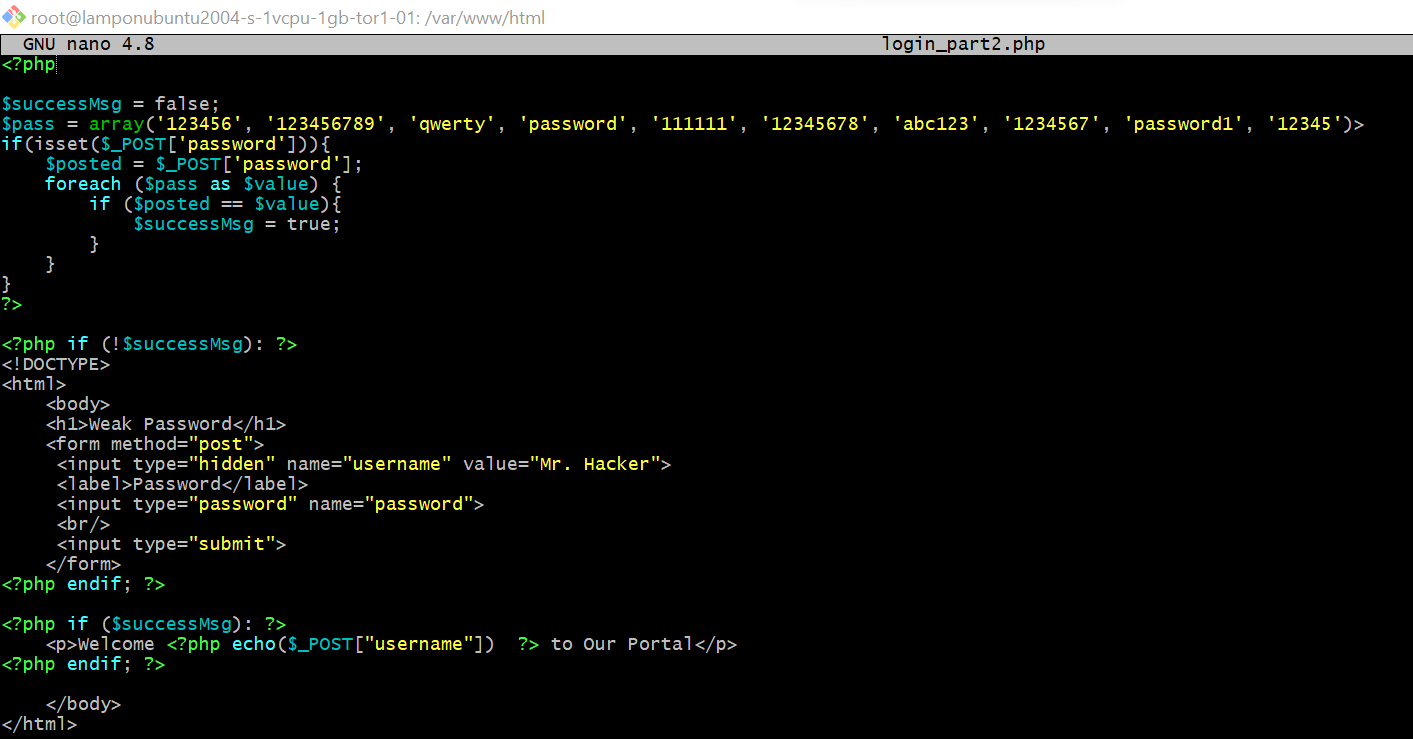 root@lamponubuntu2004-s-1vcpu-1gb-tor1-01: /var/www/html
GNU nano 4.8 login_part2.php
<?php
$successMsg = false;
$pass = array('123456', '123456789', 'qwerty', 'password', '111111', '12345678', 'abc123', '1234567', 'password1', '12345')>
if(isset($_POST['password'])){
    $posted = $_POST['password'];
    foreach ($pass as $value) {
        if ($posted == $value){
            $successMsg = true;
        }
    }
}
?>
<?php if (!$successMsg): ?>
<!DOCTYPE>
<html>
    <body>
    <h1>Weak Password</h1>
    <form method="post">
     <input type="hidden" name="username" value="Mr. Hacker">
     <label>Password</label>
     <input type="password" name="password">
     <br/>
     <input type="submit">
    </form>
<?php endif; ?>
<?php if ($successMsg): ?>
    <p>Welcome <?php echo($_POST["username"])  ?> to Our Portal</p>
<?php endif; ?>
    </body>
</html>